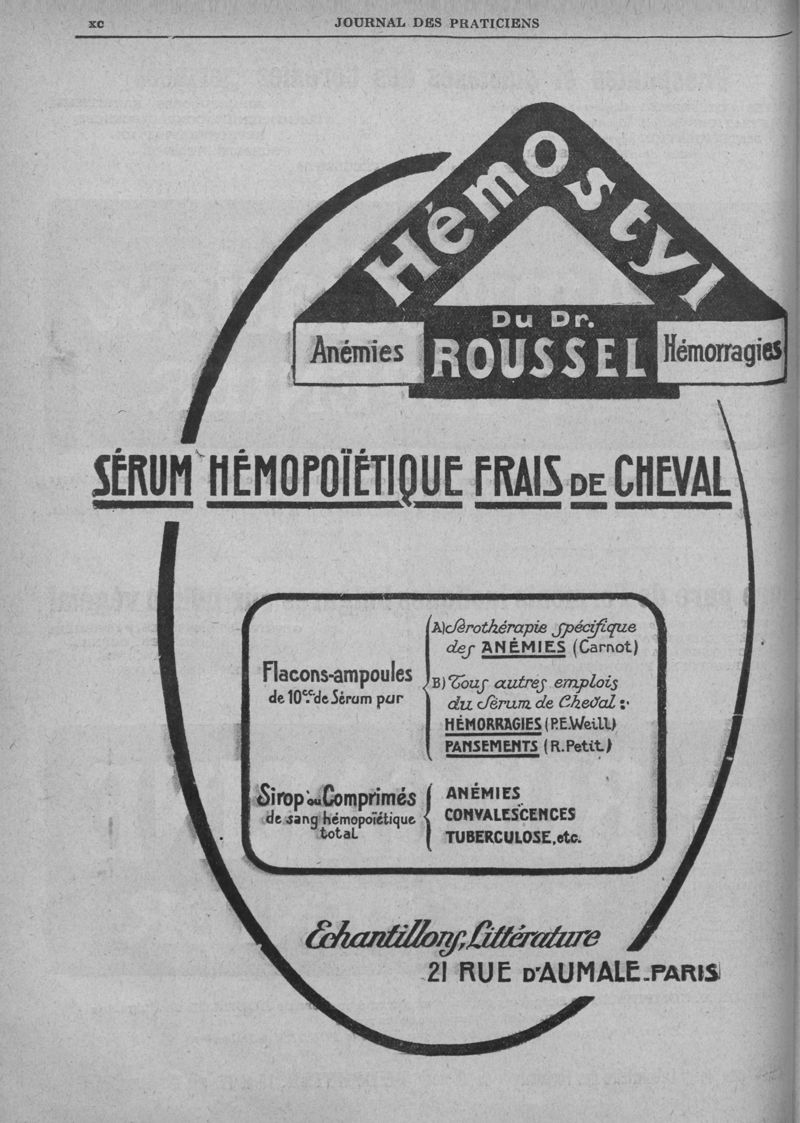 xc
JOURNAL DES PRATICIENS
Hémostyl
Du Dr.
ROUSSEL
Anémies
Hémorragies
SÉRUM HÉMOPOÏÉTIQUE FRAIS DE CHEVAL
Flacons-ampoules
de 10cc. de Sérum pur
A) Sérothérapie spécifique
des ANÉMIES (Carnot)
B) Tous autres emplois
du Sérum de Cheval :
HÉMORRAGIES (P.E.Weill)
PANSEMENTS (R.Petit)
Sirop ou Comprimés
de sang hémopoïétique
total
ANÉMIES
CONVALESCENCES
TUBERCULOSE, etc.
Echantillons, Littérature
21 RUE D'AUMALE-PARIS